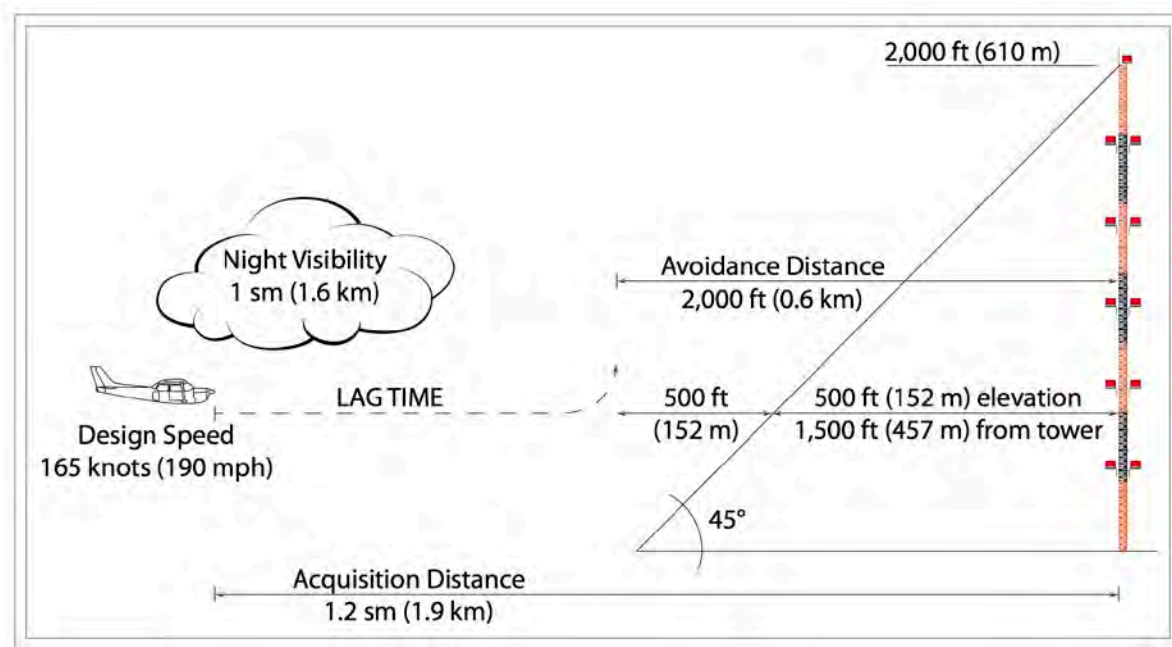 2,000 ft (610 m)
Night Visibility
1 sm (1.6 km)
Avoidance Distance
2,000 ft (0.6 km)
LAG TIME
500 ft
(152 m)
500 ft (152 m) elevation
1,500 ft (457 m) from tower
Design Speed
165 knots (190 mph)
45°
Acquisition Distance
1.2 sm (1.9 km)